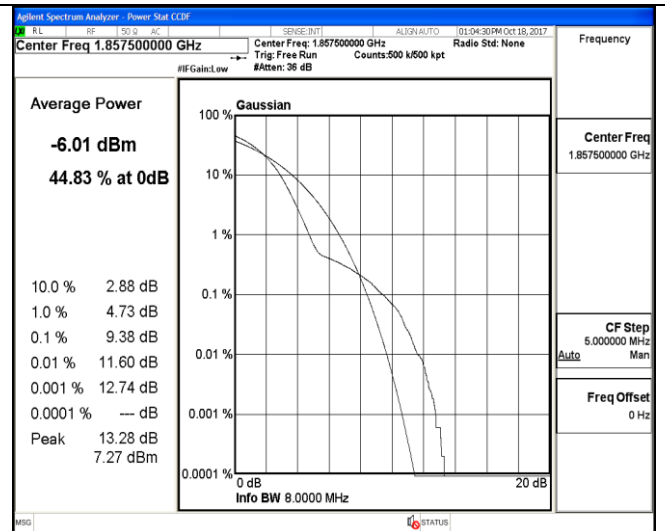 Agilent Spectrum Analyzer - Power Stat CCDF
RL RF 50 Ω AC SENSE:INT ALIGN AUTO 01:04:30 PM Oct 18, 2017
Center Freq 1.857500000 GHz
Center Freq: 1.857500000 GHz Radio Std: None
Trig: Free Run Counts:500 k/500 kpt
#IFGain:Low #Atten: 36 dB
Frequency
Average Power
-6.01 dBm
44.83 % at 0dB
10.0 % 2.88 dB
1.0 % 4.73 dB
0.1 % 9.38 dB
0.01 % 11.60 dB
0.001 % 12.74 dB
0.0001 % --- dB
Peak 13.28 dB
7.27 dBm
Gaussian
100 %
10 %
1 %
0.1 %
0.01 %
0.001 %
0.0001 %
0 dB 20 dB
Info BW 8.0000 MHz
Center Freq
1.857500000 GHz
CF Step
5.000000 MHz
Auto Man
Freq Offset
0 Hz
MSG STATUS